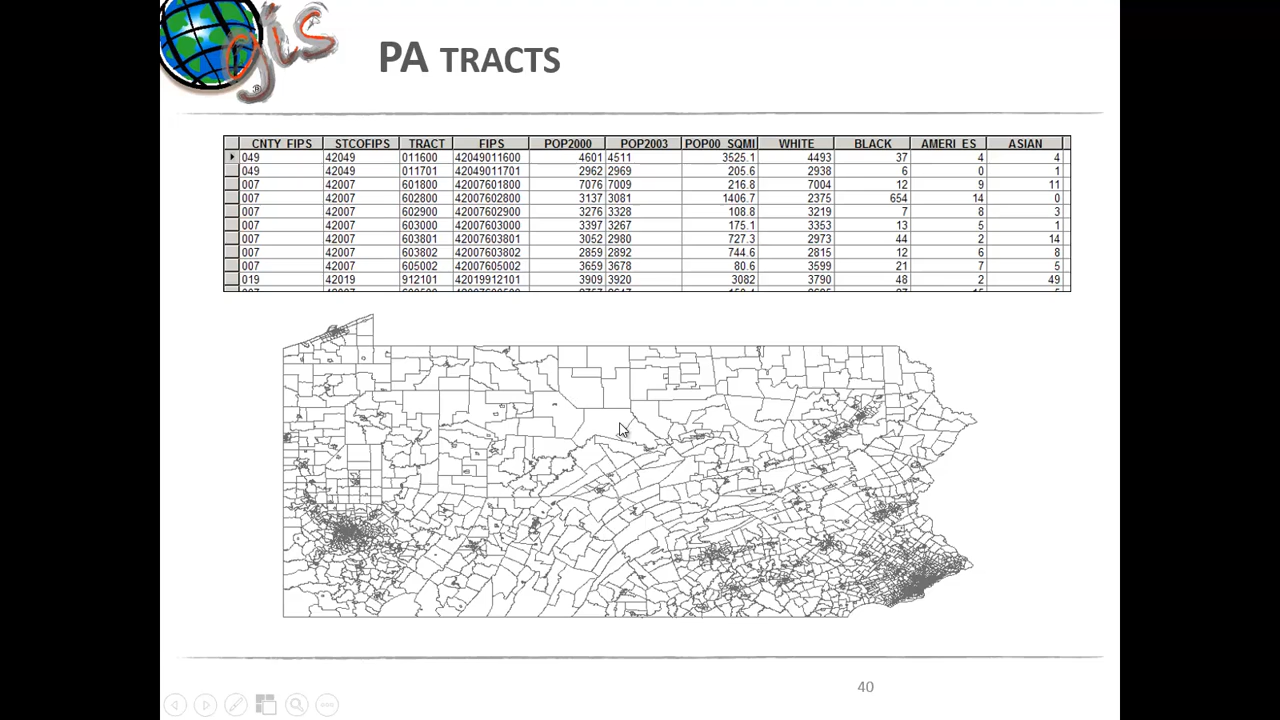 gis
PA TRACTS
CNTY_FIPS STCOFIPS TRACT FIPS POP2000 POP2003 POP00_SQMI WHITE BLACK AMERI_ES ASIAN
049 42049 011600 42049011600 4601 4511 3525.1 4493 37 4 4
049 42049 011701 42049011701 2962 2969 205.6 2938 6 0 1
007 42007 601800 42007601800 7076 7009 216.8 7004 12 9 11
007 42007 602800 42007602800 3137 3081 1406.7 2375 654 14 0
007 42007 602900 42007602900 3276 3328 108.8 3219 7 8 3
007 42007 603000 42007603000 3397 3267 175.1 3353 13 5 1
007 42007 603801 42007603801 3052 2980 727.3 2973 44 2 14
007 42007 603802 42007603802 2859 2892 744.6 2815 12 6 8
007 42007 605002 42007605002 3659 3678 80.6 3599 21 7 5
019 42019 912101 42019912101 3909 3920 3082 3790 48 2 49
40